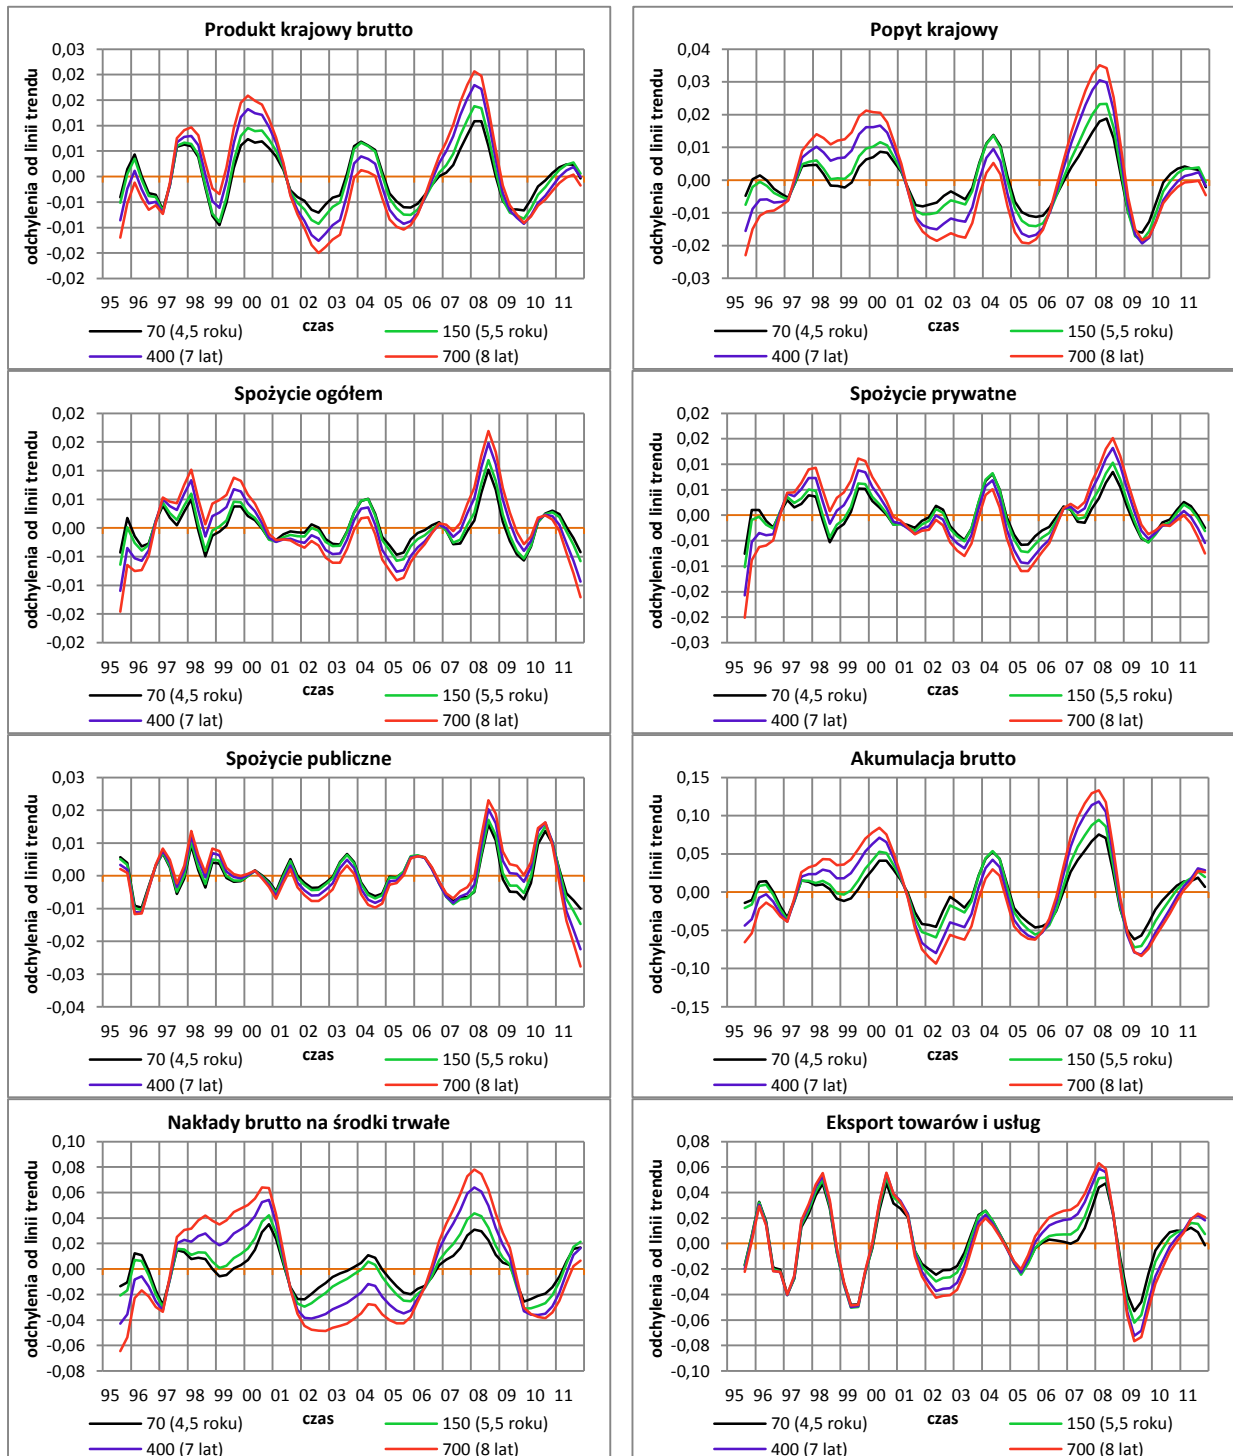 Produkt krajowy brutto
odchylenia od linii trendu
0,03
0,02
0,02
0,01
0,01
0,00
-0,01
-0,01
-0,02
95 96 97 98 99 00 01 02 03 04 05 06 07 08 09 10 11
czas
70 (4,5 roku) 150 (5,5 roku)
400 (7 lat) 700 (8 lat)
Popyt krajowy
odchylenia od linii trendu
0,04
0,03
0,02
0,01
0,00
-0,01
-0,02
-0,03
95 96 97 98 99 00 01 02 03 04 05 06 07 08 09 10 11
czas
70 (4,5 roku) 150 (5,5 roku)
400 (7 lat) 700 (8 lat)
Spożycie ogółem
odchylenia od linii trendu
0,02
0,02
0,01
0,01
0,00
-0,01
-0,01
-0,02
-0,02
95 96 97 98 99 00 01 02 03 04 05 06 07 08 09 10 11
czas
70 (4,5 roku) 150 (5,5 roku)
400 (7 lat) 700 (8 lat)
Spożycie prywatne
odchylenia od linii trendu
0,02
0,02
0,01
0,01
0,00
-0,01
-0,01
-0,02
-0,02
-0,03
95 96 97 98 99 00 01 02 03 04 05 06 07 08 09 10 11
czas
70 (4,5 roku) 150 (5,5 roku)
400 (7 lat) 700 (8 lat)
Spożycie publiczne
odchylenia od linii trendu
0,03
0,02
0,01
0,00
-0,01
-0,02
-0,03
-0,04
95 96 97 98 99 00 01 02 03 04 05 06 07 08 09 10 11
czas
70 (4,5 roku) 150 (5,5 roku)
400 (7 lat) 700 (8 lat)
Akumulacja brutto
odchylenia od linii trendu
0,15
0,10
0,05
0,00
-0,05
-0,10
-0,15
95 96 97 98 99 00 01 02 03 04 05 06 07 08 09 10 11
czas
70 (4,5 roku) 150 (5,5 roku)
400 (7 lat) 700 (8 lat)
Nakłady brutto na środki trwałe
odchylenia od linii trendu
0,10
0,08
0,06
0,04
0,02
0,00
-0,02
-0,04
-0,06
-0,08
95 96 97 98 99 00 01 02 03 04 05 06 07 08 09 10 11
czas
70 (4,5 roku) 150 (5,5 roku)
400 (7 lat) 700 (8 lat)
Eksport towarów i usług
odchylenia od linii trendu
0,08
0,06
0,04
0,02
0,00
-0,02
-0,04
-0,06
-0,08
-0,10
95 96 97 98 99 00 01 02 03 04 05 06 07 08 09 10 11
czas
70 (4,5 roku) 150 (5,5 roku)
400 (7 lat) 700 (8 lat)